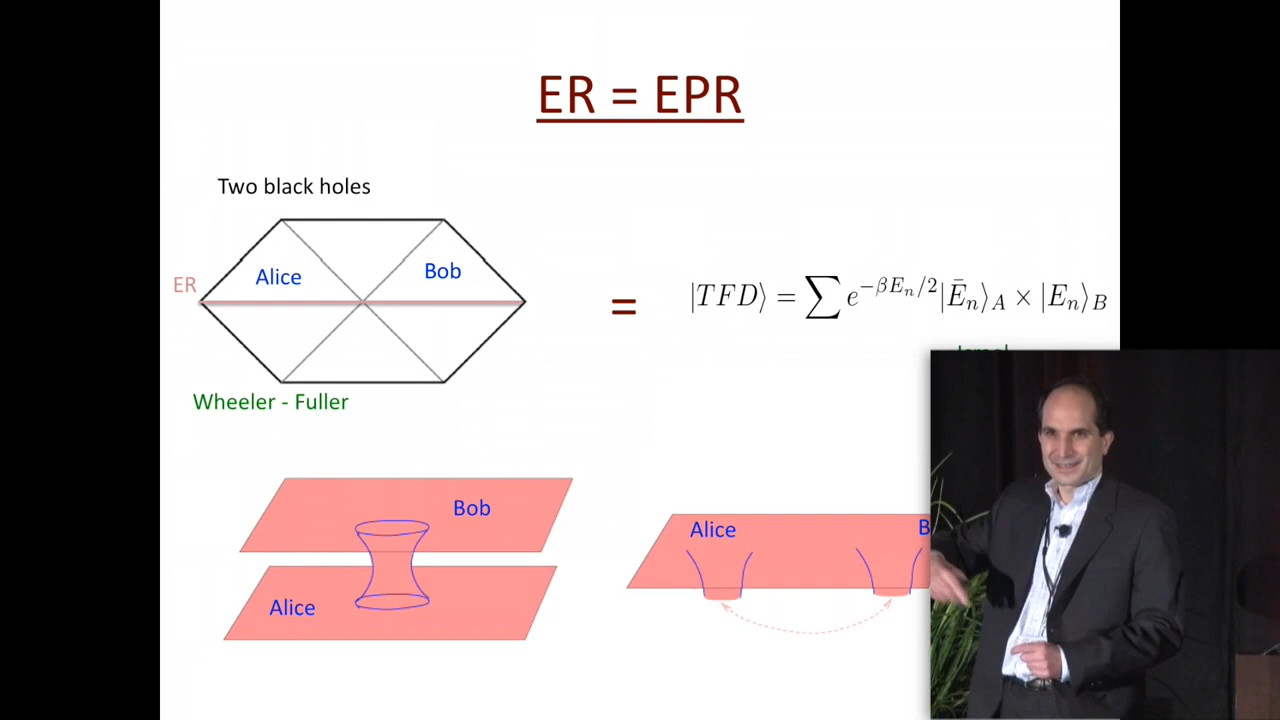 ER = EPR
Two black holes
ER
Alice
Bob
=
|TFD⟩ = ∑ e^{-βE_n/2}|Ē_n⟩_A × |E_n⟩_B
Wheeler - Fuller
Bob
Alice
Alice
B